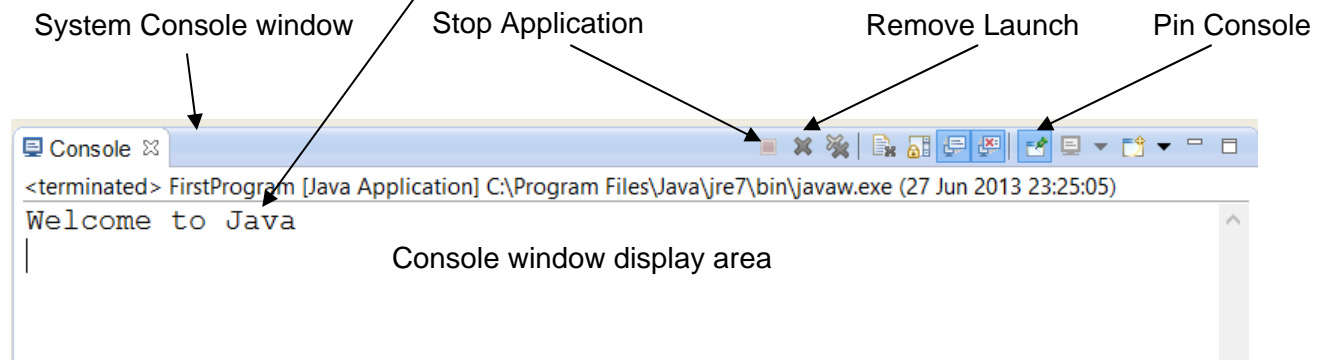 System Console window Stop Application Remove Launch Pin Console
Console
<terminated> FirstProgram [Java Application] C:\Program Files\Java\jre7\bin\javaw.exe (27 Jun 2013 23:25:05)
Welcome to Java
Console window display area